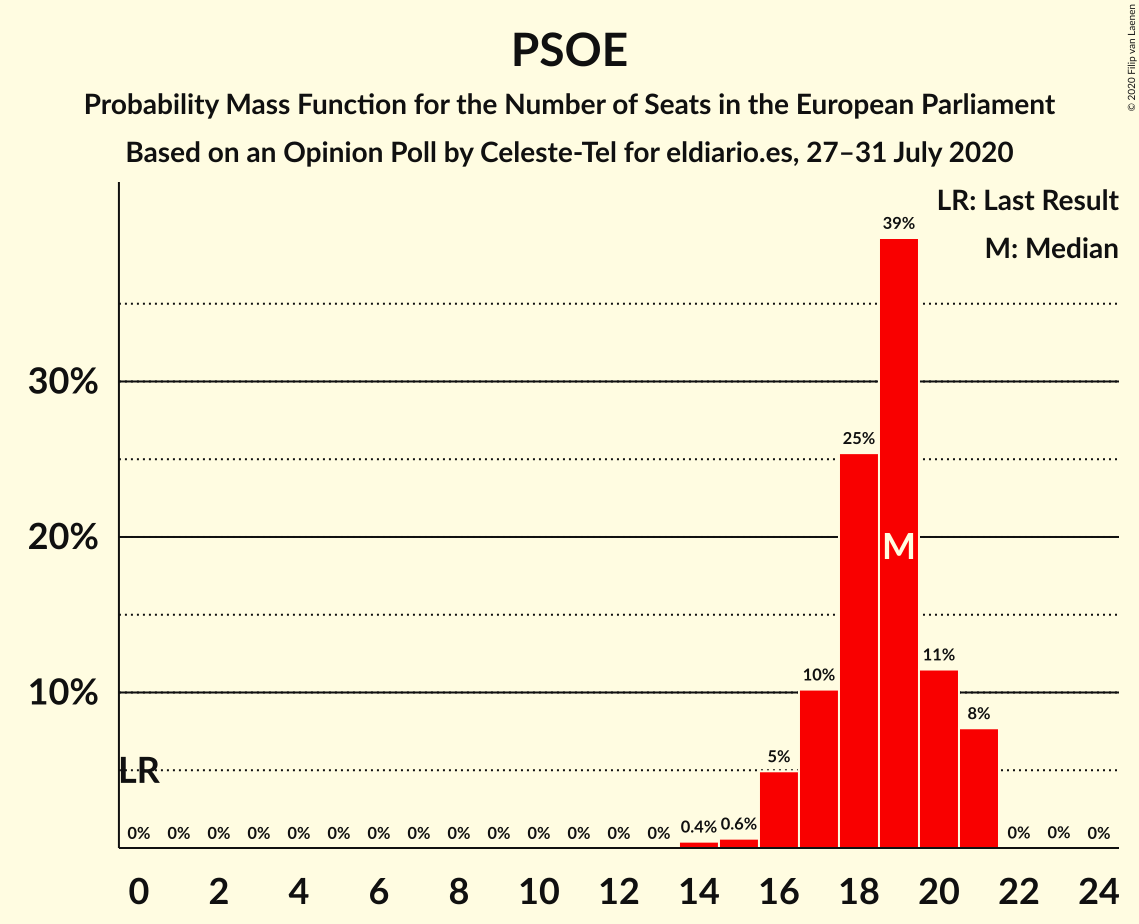 PSOE
Probability Mass Function for the Number of Seats in the European Parliament
Based on an Opinion Poll by Celeste-Tel for eldiario.es, 27–31 July 2020
© 2020 Filip van Laenen
LR: Last Result
M: Median
39%
30%
25%
20%
M
11%
10%
10%
8%
5%
LR
0% 0% 0% 0% 0% 0% 0% 0% 0% 0% 0% 0% 0% 0% 0.4% 0.6% 0% 0% 0%
0 2 4 6 8 10 12 14 16 18 20 22 24